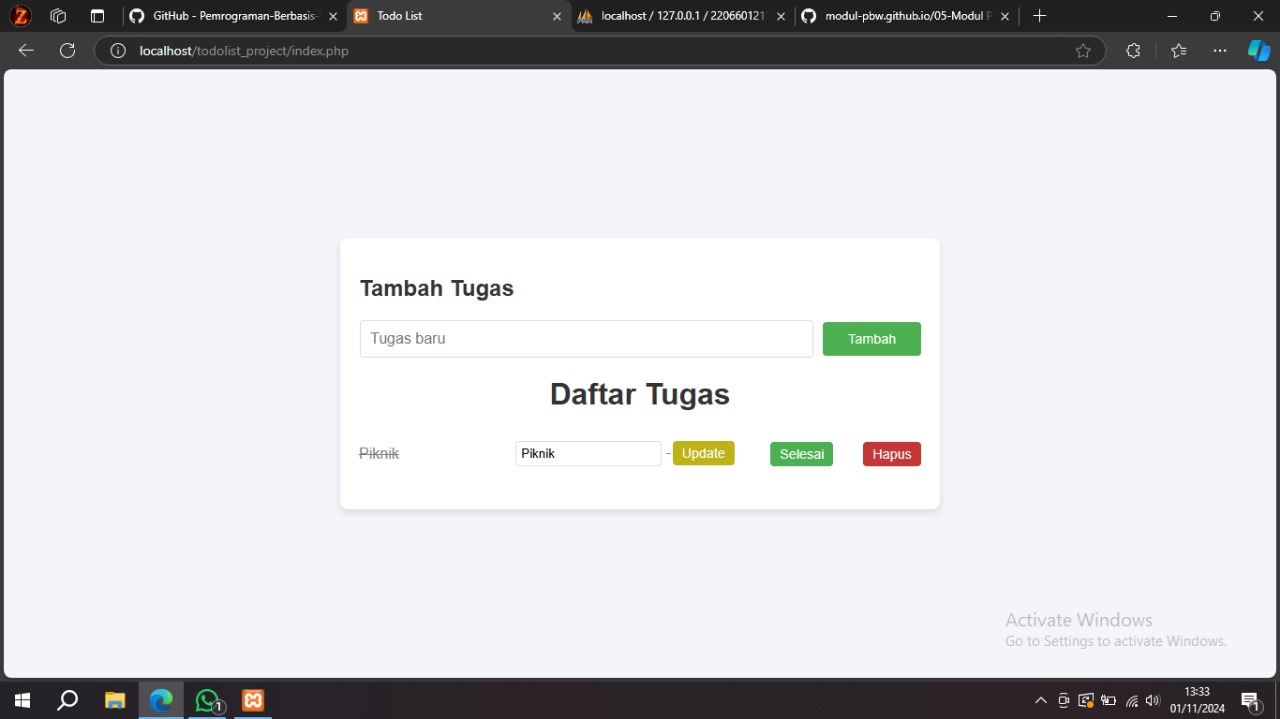 GitHub - Pemrograman-Berbasis-
Todo List
localhost / 127.0.0.1 / 220660121
modul-pbw.github.io/05-Modul P
localhost/todolist_project/index.php
Tambah Tugas
Tugas baru
Tambah
Daftar Tugas
Piknik
Piknik
- Update
Selesai
Hapus
Activate Windows
Go to Settings to activate Windows.
1
13:33
01/11/2024
1